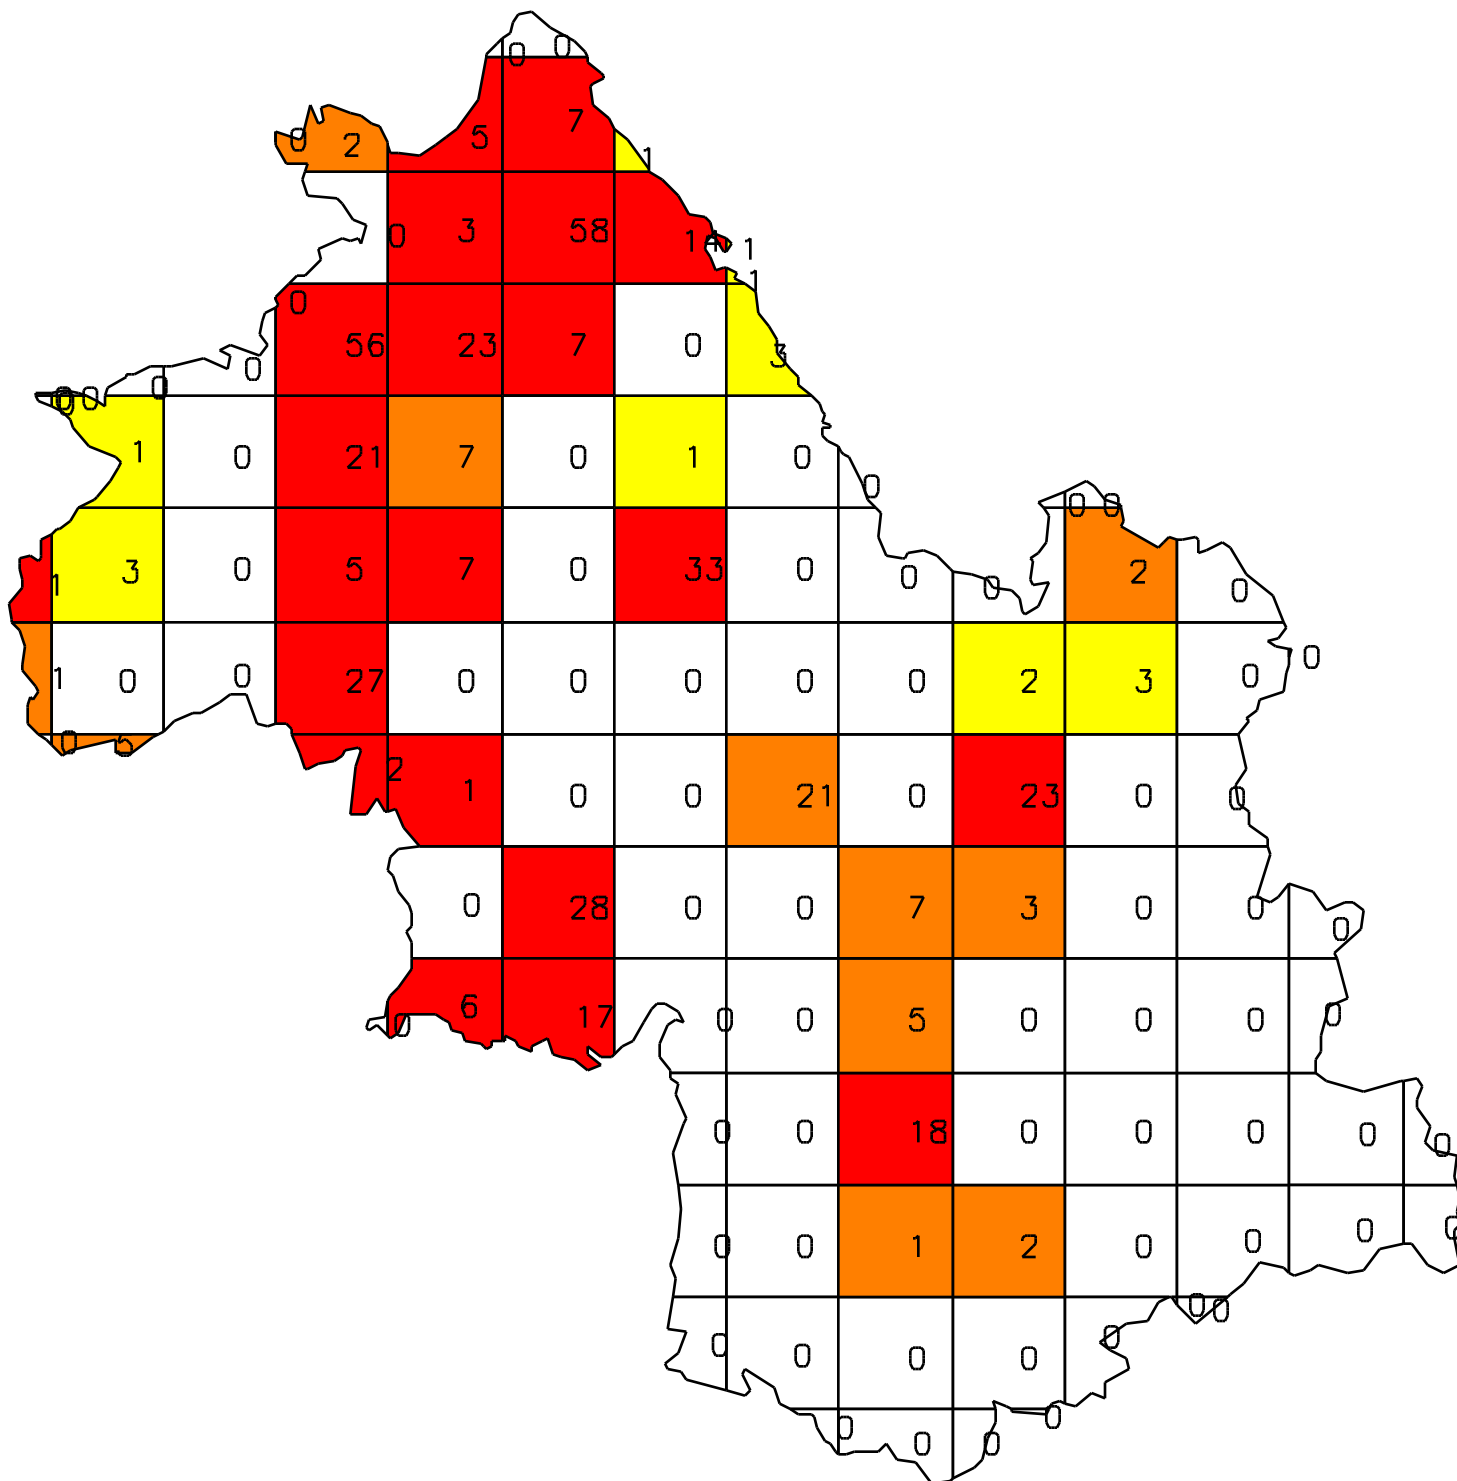 0 0
0 2 5 7 1
0 3 58 14 1
1
0 56 23 7 0 3
0 0 0 0 0
1 0 21 7 0 1 0 0
0 0
1 3 0 5 7 0 33 0 0 0 2 0
1 0 0 27 0 0 0 0 0 2 3 0 0
0 0 2 1 0 0 21 0 23 0 0
0 28 0 0 7 3 0 0 0
0 6 17 0 0 5 0 0 0 0
0 0 18 0 0 0 0 0
0 0 1 2 0 0 0 0
0 0
0 0 0 0 0
0 0 0 0